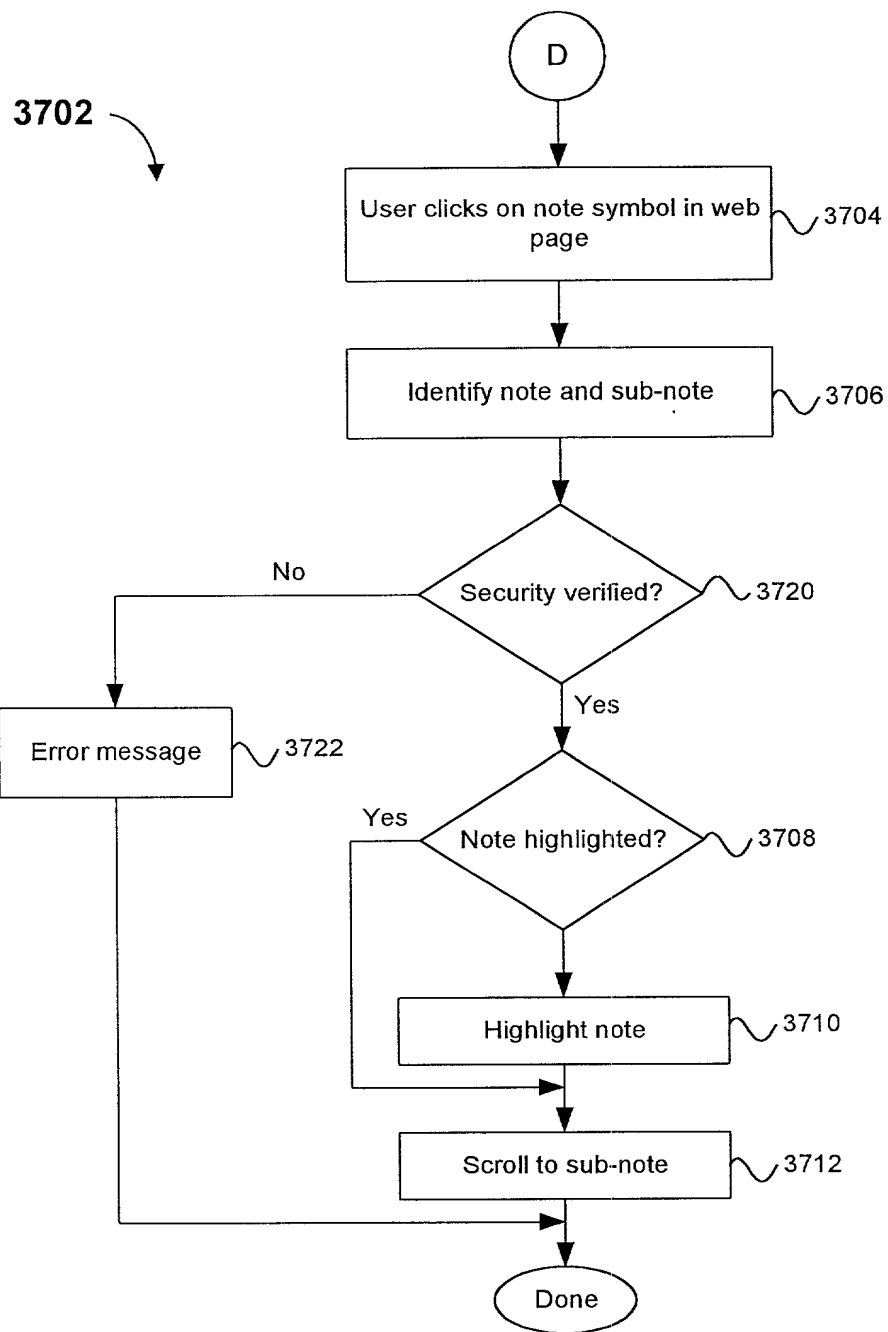 D
3702
User clicks on note symbol in web
page
3704
Identify note and sub-note
3706
Security verified?
3720
No
Yes
Error message
3722
Note highlighted?
3708
Yes
Highlight note
3710
Scroll to sub-note
3712
Done